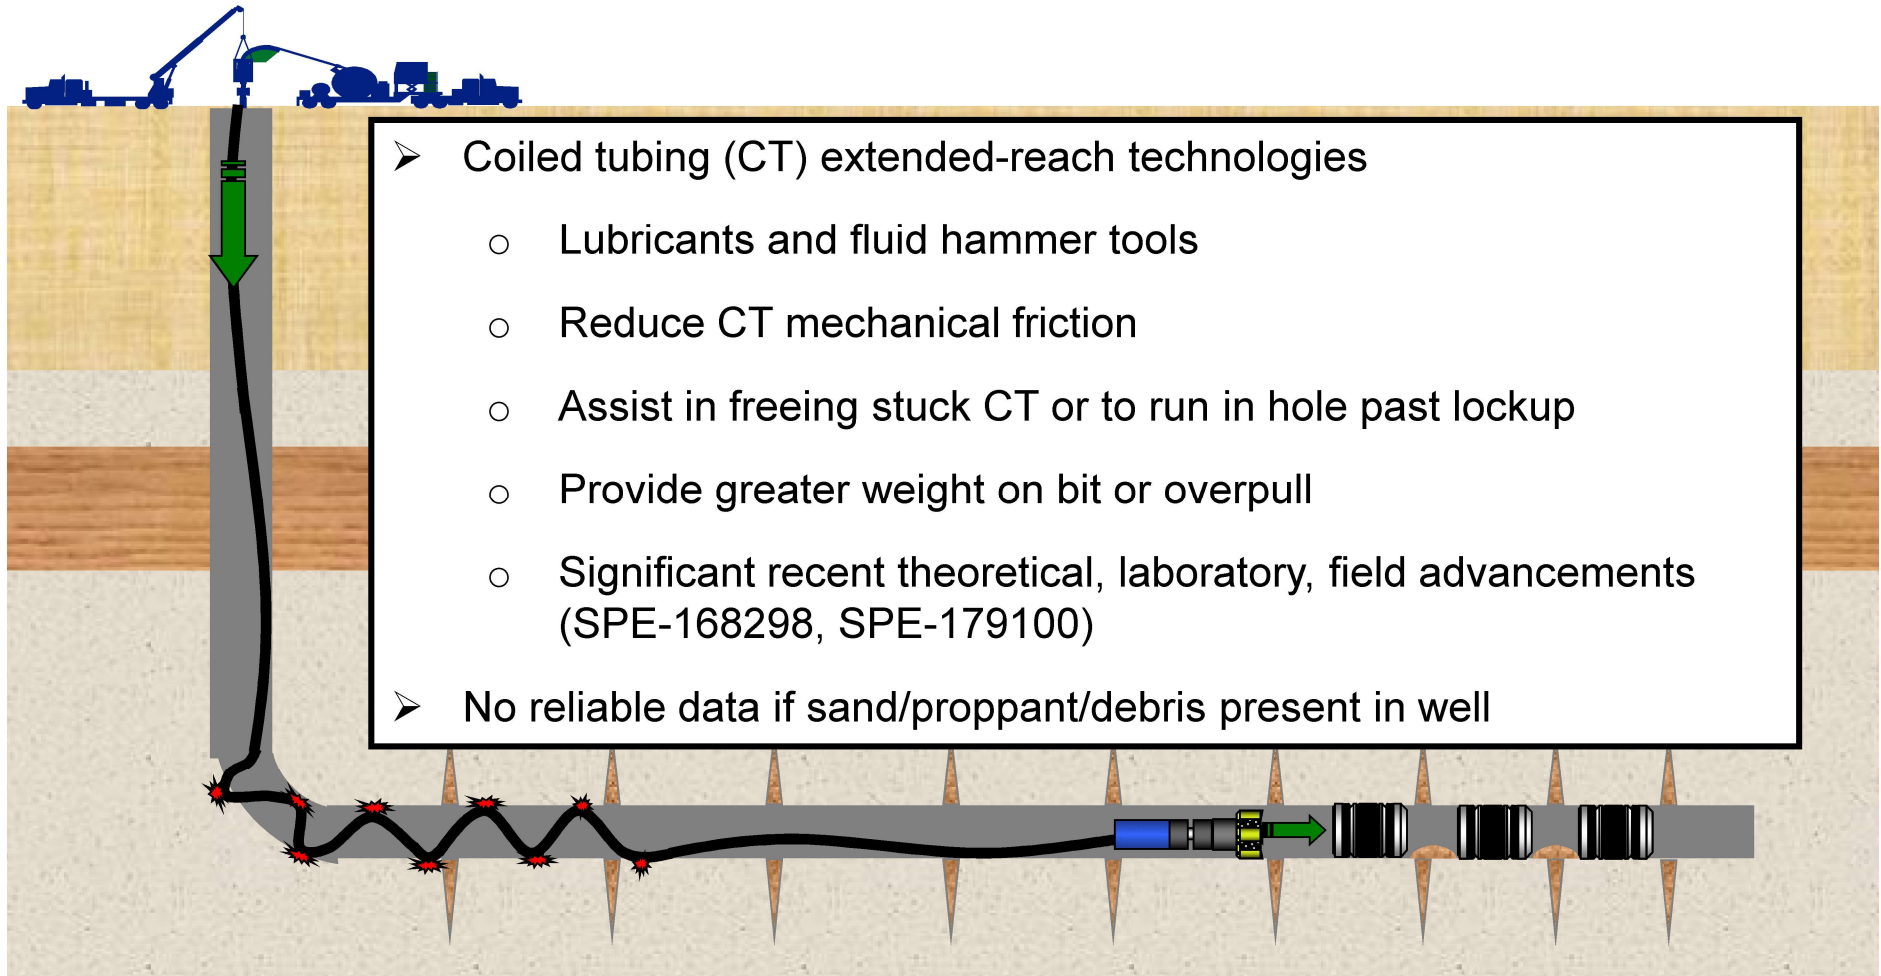 ➢ Coiled tubing (CT) extended-reach technologies
o Lubricants and fluid hammer tools
o Reduce CT mechanical friction
o Assist in freeing stuck CT or to run in hole past lockup
o Provide greater weight on bit or overpull
o Significant recent theoretical, laboratory, field advancements
(SPE-168298, SPE-179100)
➢ No reliable data if sand/proppant/debris present in well